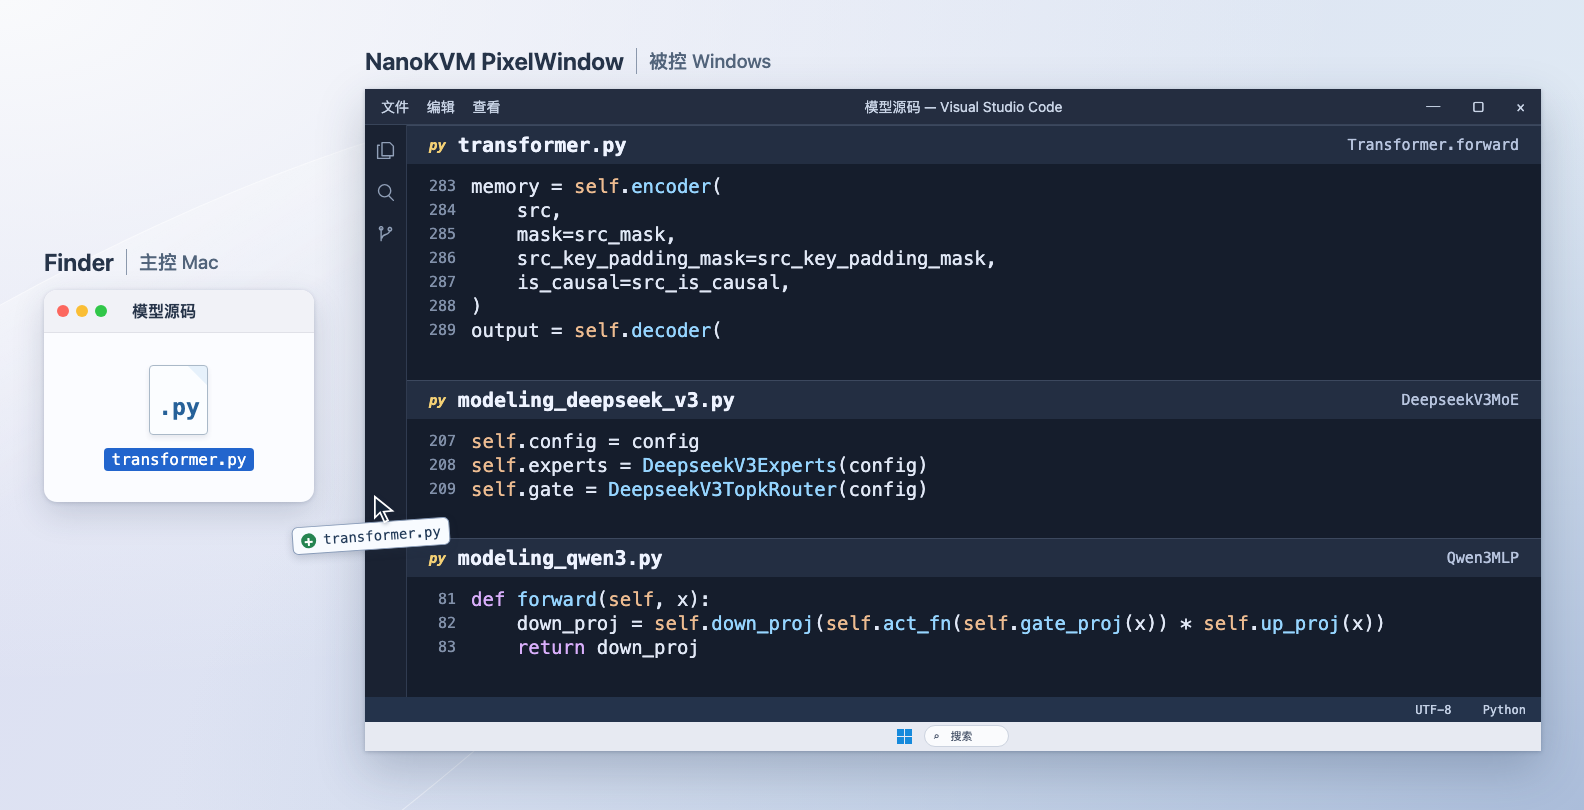 NanoKVM PixelWindow 被控 Windows
文件 编辑 查看 模型源码 — Visual Studio Code
py transformer.py Transformer.forward
283 memory = self.encoder(
284     src,
285     mask=src_mask,
286     src_key_padding_mask=src_key_padding_mask,
287     is_causal=src_is_causal,
288 )
289 output = self.decoder(
Finder 主控 Mac
模型源码
.py
transformer.py
transformer.py
py modeling_deepseek_v3.py DeepseekV3MoE
207 self.config = config
208 self.experts = DeepseekV3Experts(config)
209 self.gate = DeepseekV3TopkRouter(config)
py modeling_qwen3.py Qwen3MLP
81 def forward(self, x):
82     down_proj = self.down_proj(self.act_fn(self.gate_proj(x)) * self.up_proj(x))
83     return down_proj
UTF-8 Python
搜索